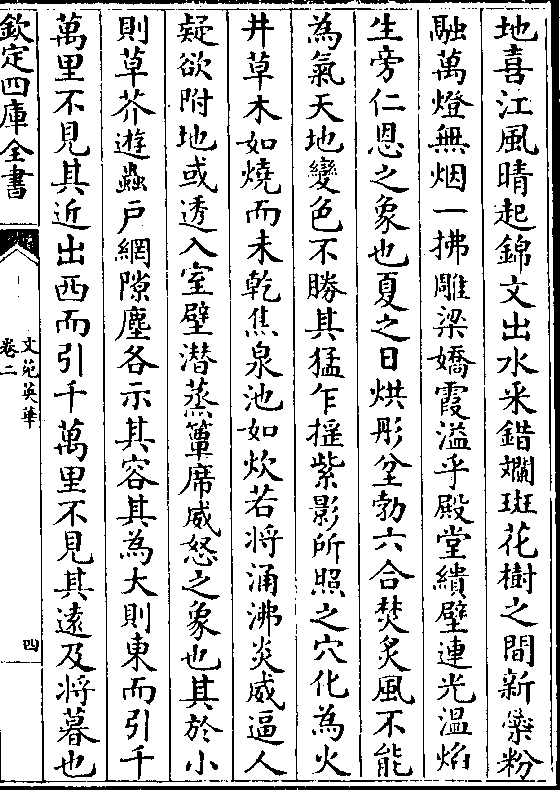 地喜江風晴起錦文出水采錯斕斑花樹之間新藥粉
融萬燈無烟一拂雕梁嬌霞溢乎殿堂繢壁連光温焰
生旁仁恩之象也夏之日烘彤坌勃六合焚炙風不能
為氣天地變色不勝其猛乍搖紫影所照之穴化為火
井草木如燒而未乾焦泉池如炊若将涌沸炎威逼人
疑欲附地或透入室壁潜蒸簟席威怒之象也其於小
則草芥遊蟲戸網隙塵各示其容其為大則東而引千
萬里不見其近出西而引千萬里不見其逺及将暮也
欽定四庫全書
文苑英華
卷二
四